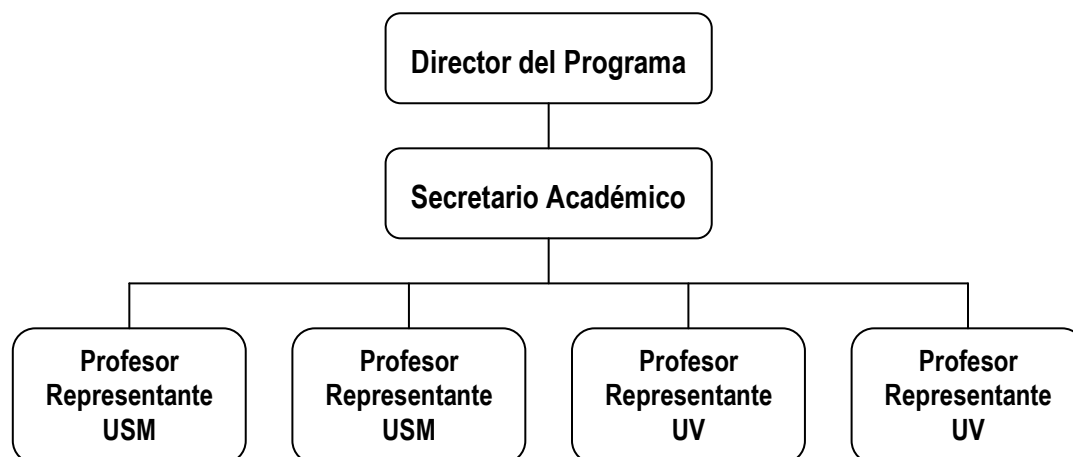 Director del Programa
Secretario Académico
Profesor
Representante
USM
Profesor
Representante
USM
Profesor
Representante
UV
Profesor
Representante
UV